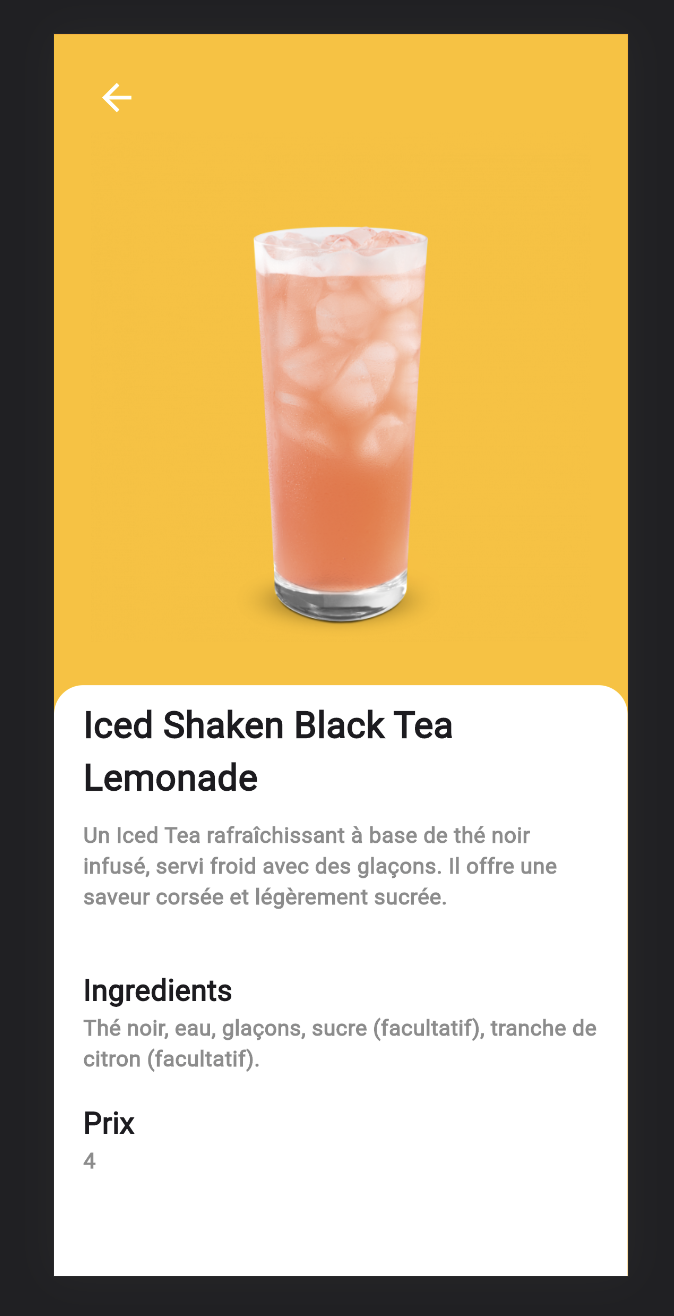 Iced Shaken Black Tea
Lemonade
Un Iced Tea rafraîchissant à base de thé noir
infusé, servi froid avec des glaçons. Il offre une
saveur corsée et légèrement sucrée.
Ingredients
Thé noir, eau, glaçons, sucre (facultatif), tranche de
citron (facultatif).
Prix
4